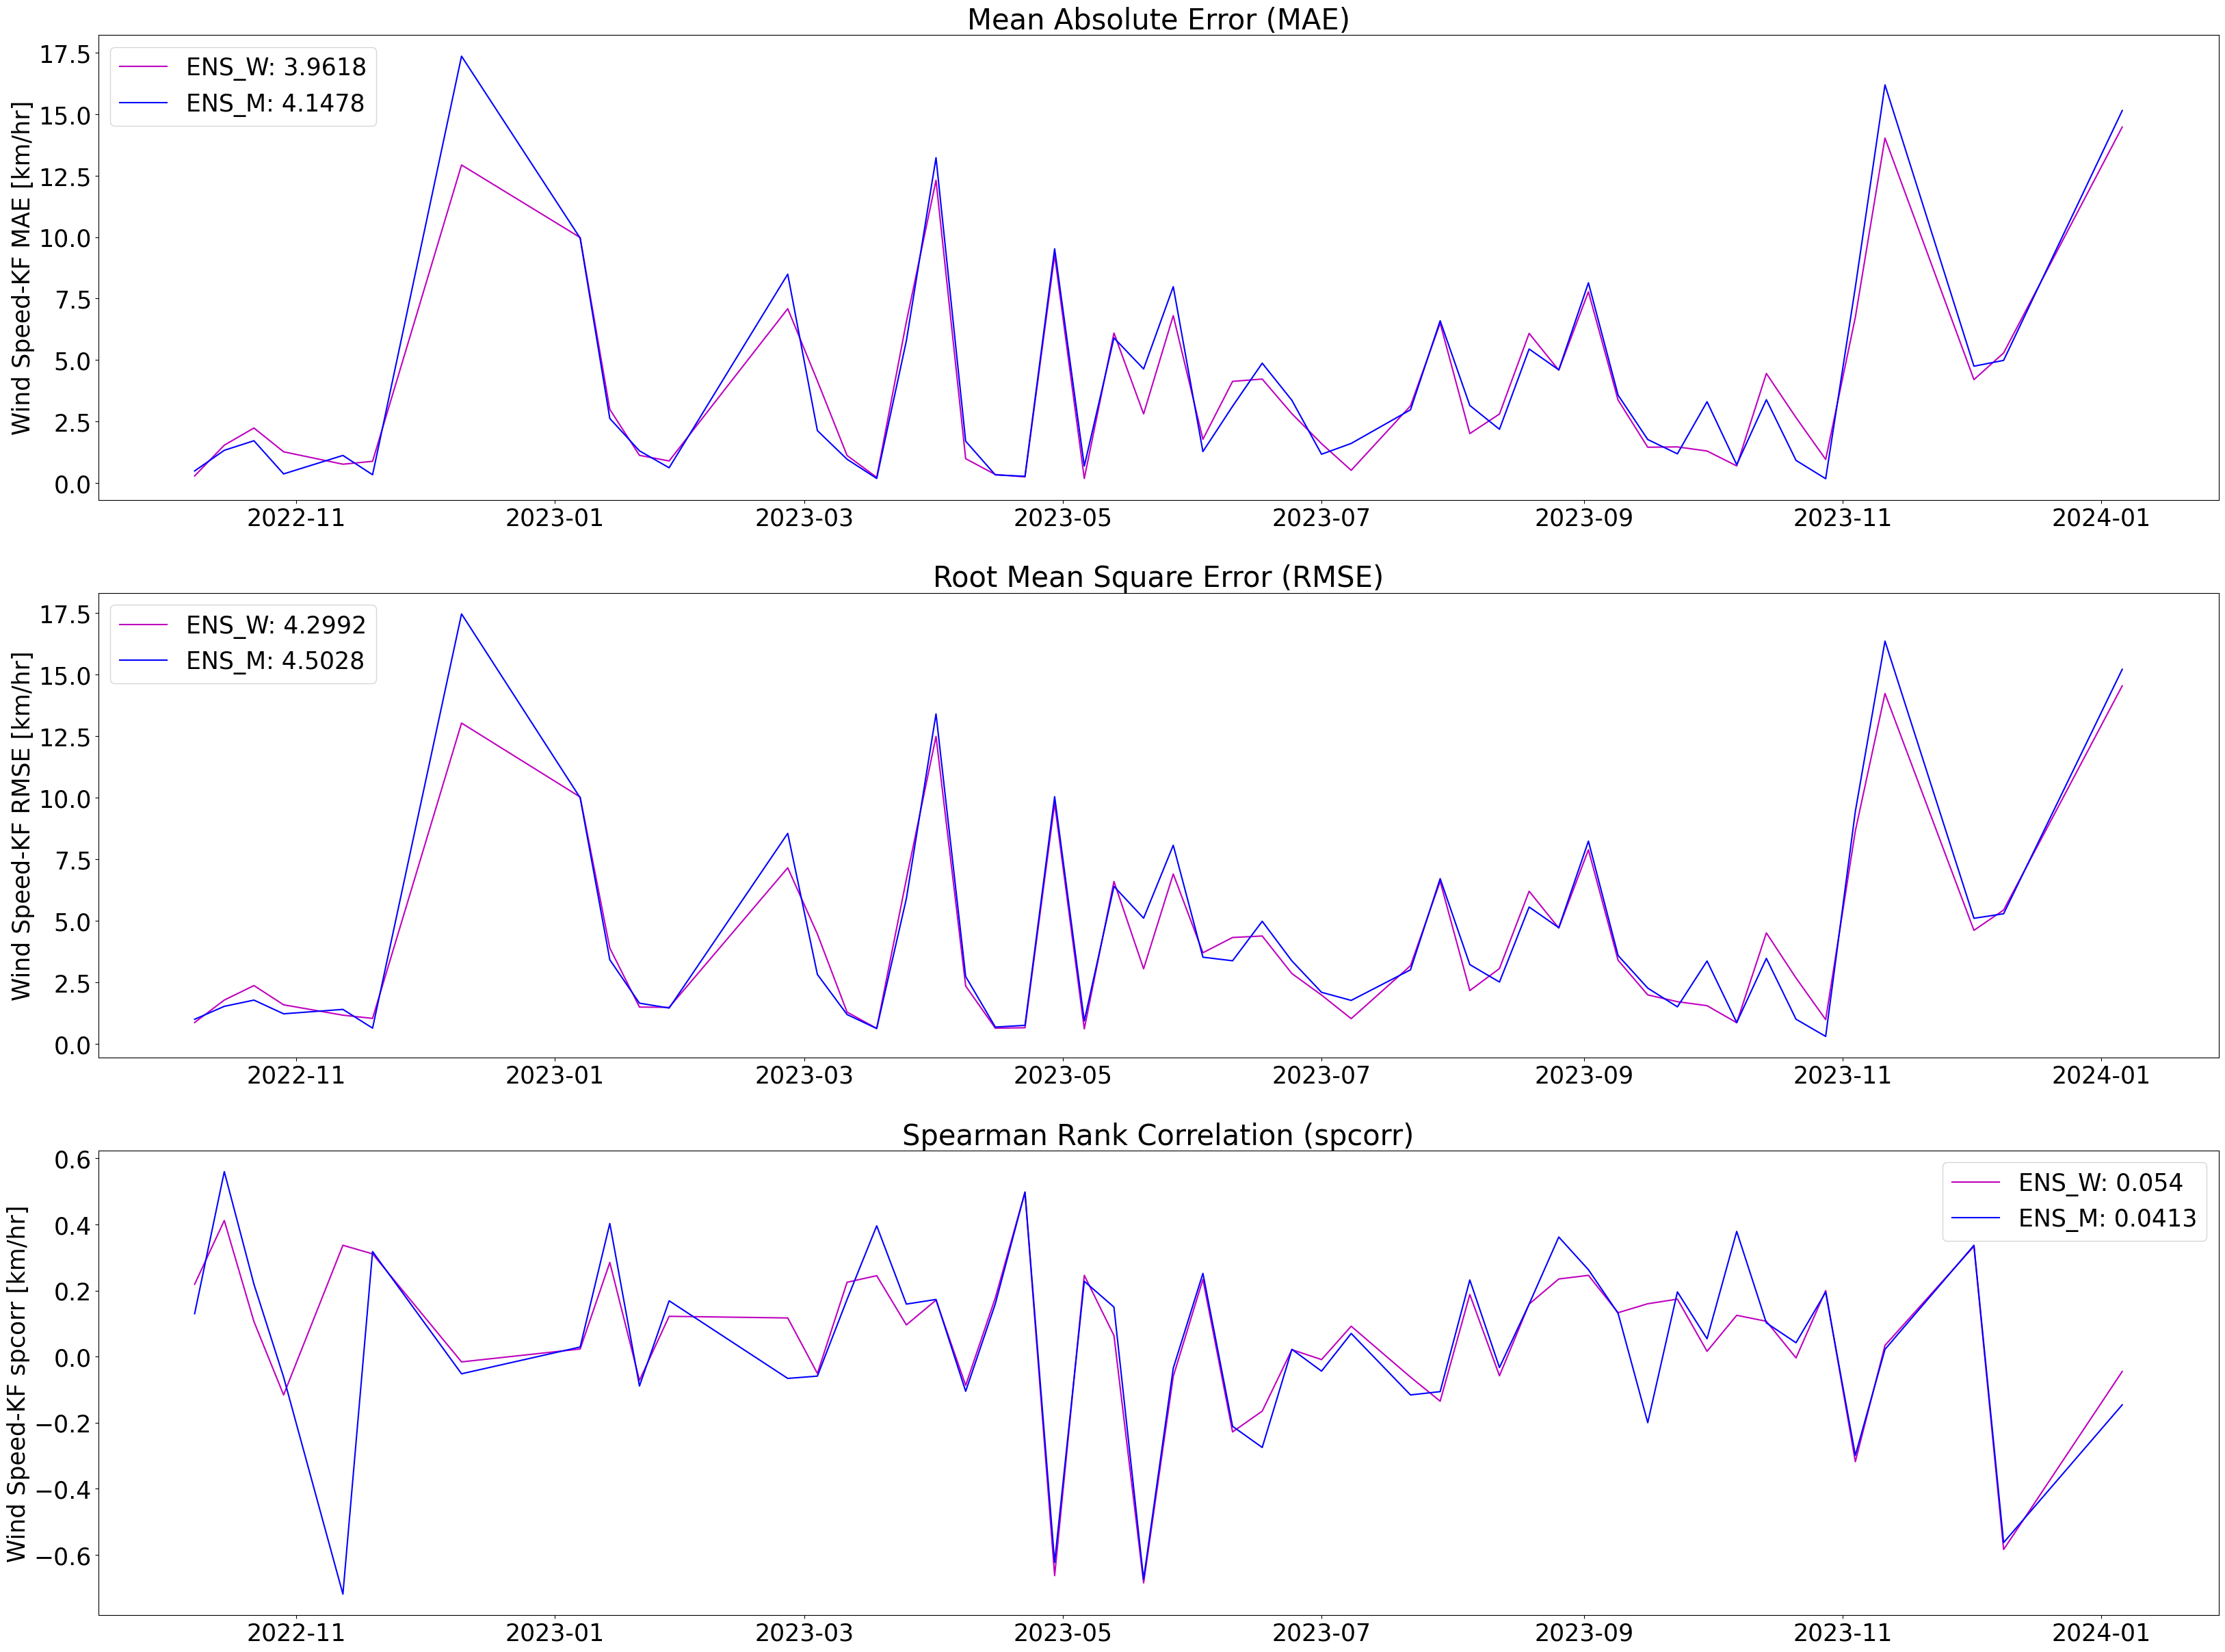 Mean Absolute Error (MAE)
Wind Speed-KF MAE [km/hr]
17.5
15.0
12.5
10.0
7.5
5.0
2.5
0.0
ENS_W: 3.9618
ENS_M: 4.1478
2022-11 2023-01 2023-03 2023-05 2023-07 2023-09 2023-11 2024-01
Root Mean Square Error (RMSE)
Wind Speed-KF RMSE [km/hr]
17.5
15.0
12.5
10.0
7.5
5.0
2.5
0.0
ENS_W: 4.2992
ENS_M: 4.5028
2022-11 2023-01 2023-03 2023-05 2023-07 2023-09 2023-11 2024-01
Spearman Rank Correlation (spcorr)
Wind Speed-KF spcorr [km/hr]
0.6
0.4
0.2
0.0
−0.2
−0.4
−0.6
ENS_W: 0.054
ENS_M: 0.0413
2022-11 2023-01 2023-03 2023-05 2023-07 2023-09 2023-11 2024-01